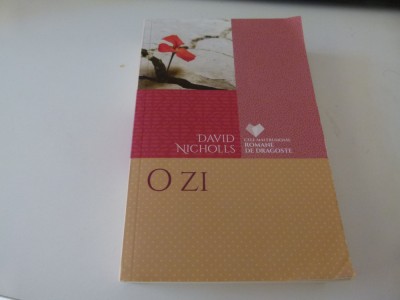 DAVID
NICHOLLS
CELE MAI FRUMOASE
ROMANE
DE DRAGOSTE
O ZI